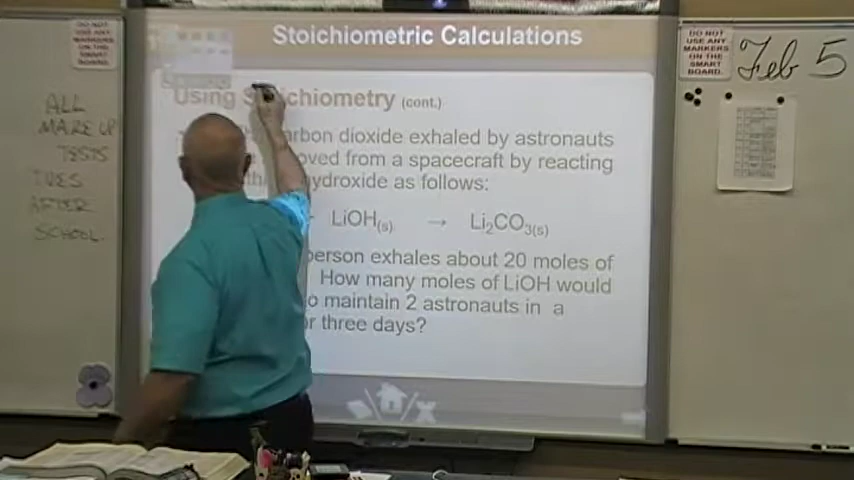 Stoichiometric Calculations
DO NOT
USE ANY
MARKERS
ON THE
SMART
BOARD.
DO NOT
USE ANY
MARKERS
ON THE
SMART
BOARD.
Feb 5
ALL
MAKE UP
TESTS
TUES
AFTER
SCHOOL.
Using Stoichiometry (cont.)
carbon dioxide exhaled by astronauts
oved from a spacecraft by reacting
hydroxide as follows:
LiOH(s) → Li2CO3(s)
person exhales about 20 moles of
How many moles of LiOH would
o maintain 2 astronauts in a
r three days?